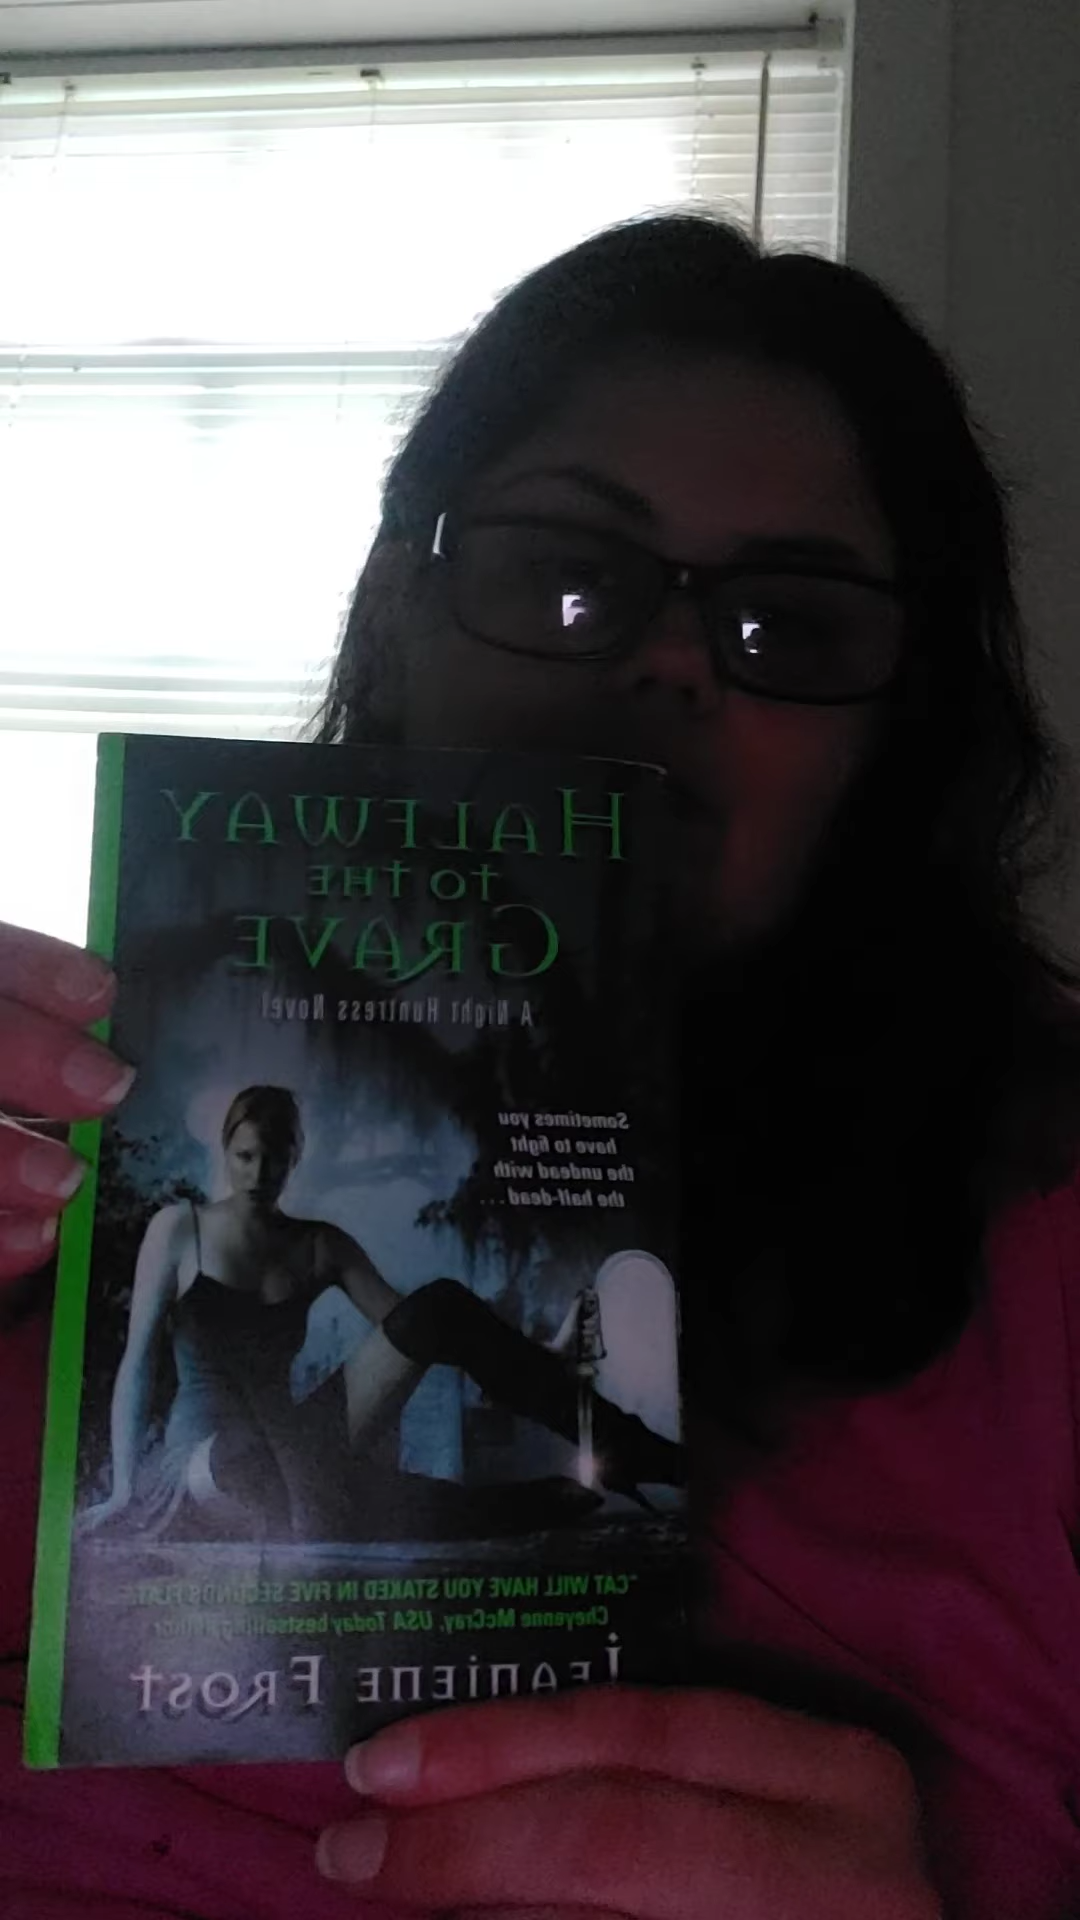 HALFWAY
TO THE
GRAVE
A Night Huntress Novel
Sometimes you
have to fight
the undead with
the half-dead...
"CAT WILL HAVE YOU STAKED IN FIVE SECONDS FLAT."
Cheyenne McCray, USA Today bestselling author
JEANIENE FROST